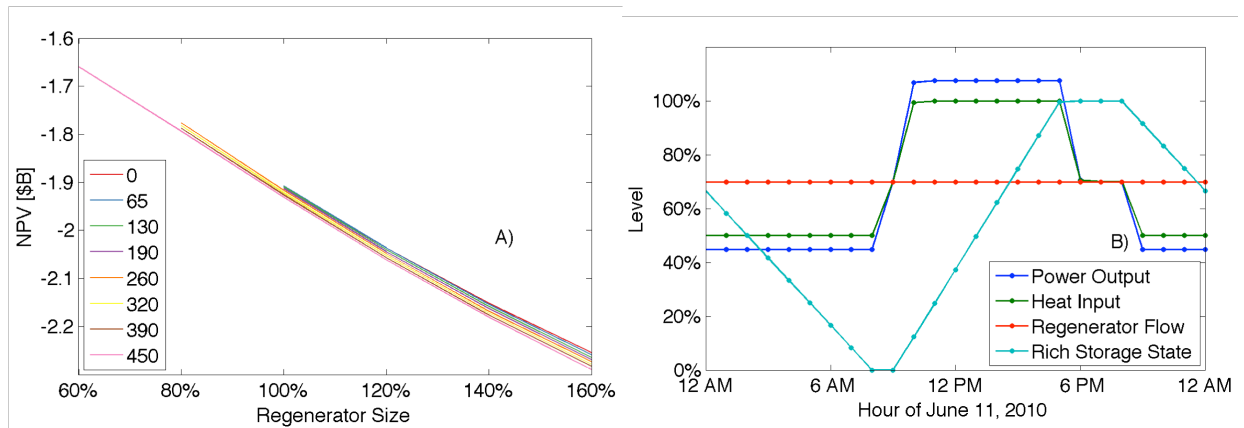 -1.6
-1.7
-1.8
-1.9
-2
-2.1
-2.2
NPV [$B]
0
65
130
190
260
320
390
450
A)
60%
80%
100%
120%
140%
160%
Regenerator Size
100%
80%
60%
40%
20%
0%
Level
B)
Power Output
Heat Input
Regenerator Flow
Rich Storage State
12 AM
6 AM
12 PM
6 PM
12 AM
Hour of June 11, 2010